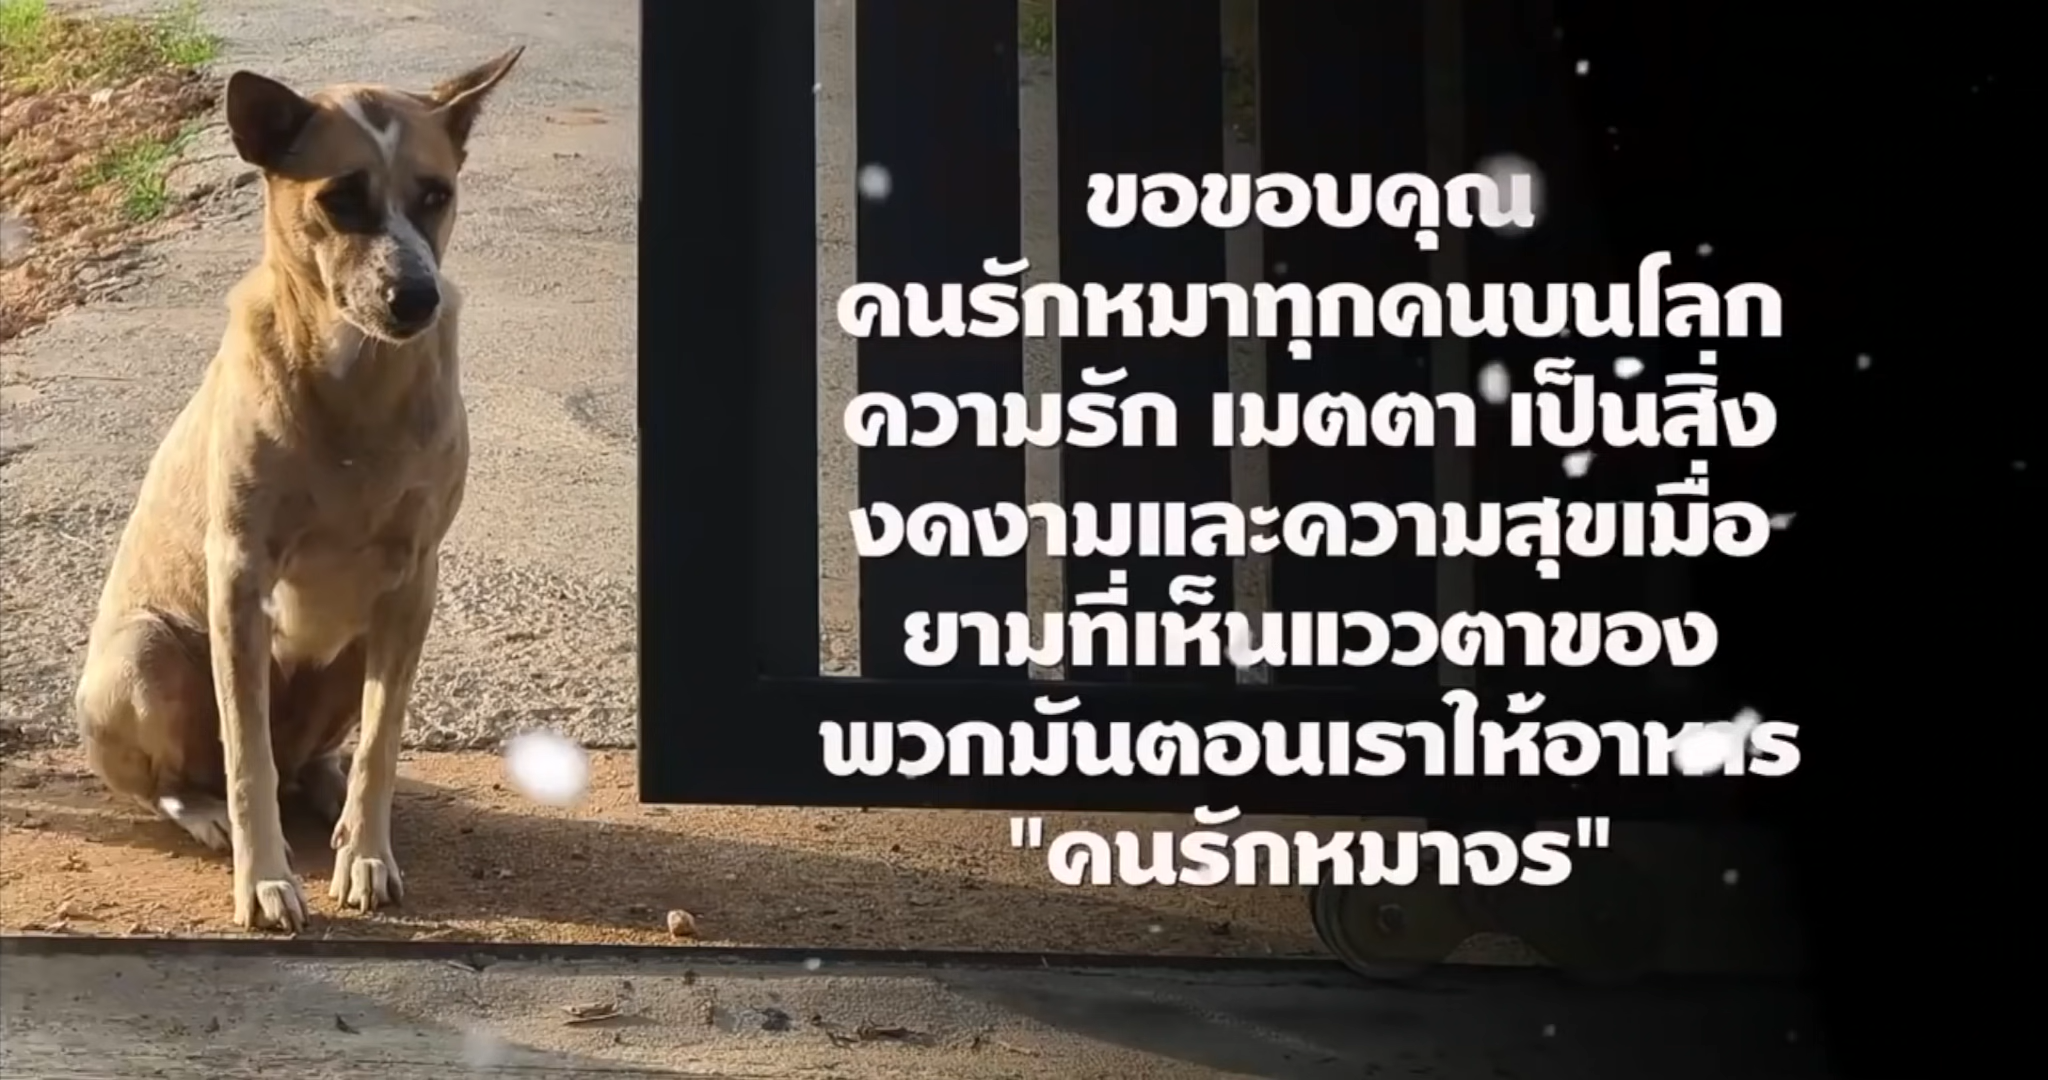 ขอขอบคุณ
คนรักหมาทุกคนบนโลก
ความรัก เมตตา เป็นสิ่ง
งดงามและความสุขเมื่อ
ยามที่เห็นแววตาของ
พวกมันตอนเราให้อาหาร
"คนรักหมาจร"